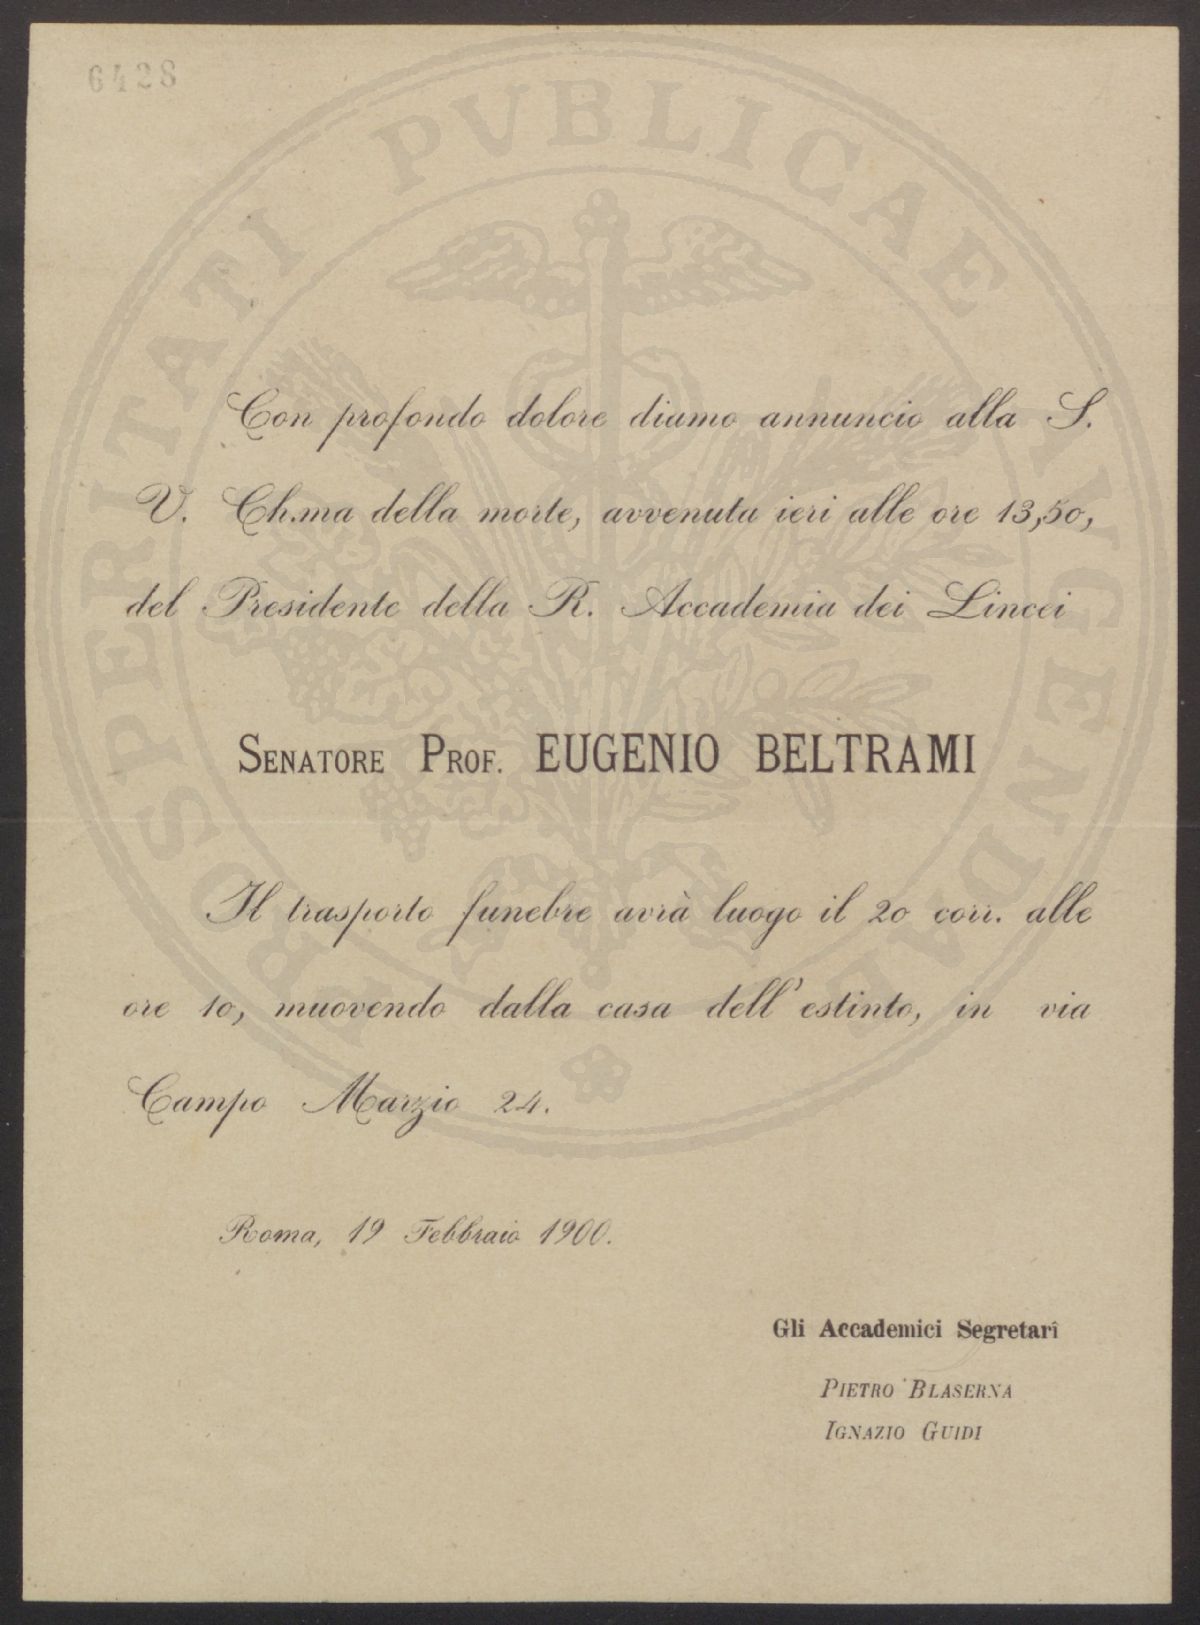 6428
PROSPERITATI PVBLICAE AVGENDAE
Con profondo dolore diamo annuncio alla S.
V. Ch.ma della morte, avvenuta ieri alle ore 13,50,
del Presidente della R. Accademia dei Lincei
SENATORE PROF. EUGENIO BELTRAMI
Il trasporto funebre avrà luogo il 20 corr. alle
ore 10, muovendo dalla casa dell' estinto, in via
Campo Marzio 24.
Roma, 19 Febbraio 1900.
Gli Accademici Segretarî
PIETRO BLASERNA
IGNAZIO GUIDI